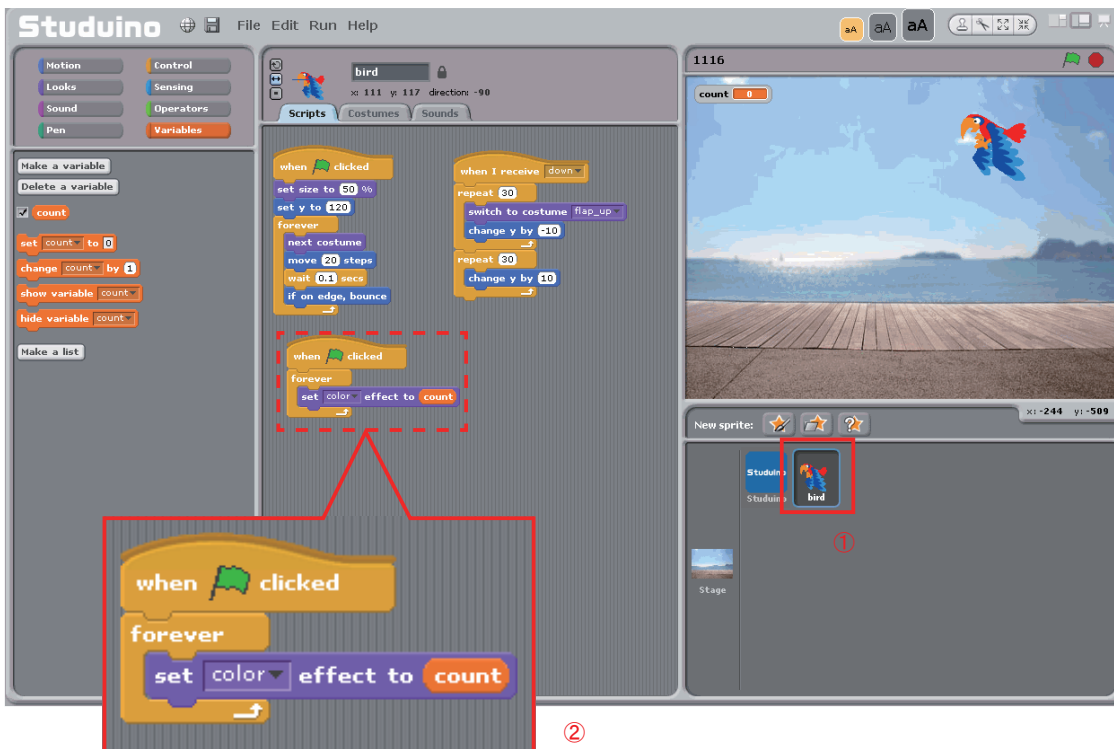 Studuino File Edit Run Help
aA aA aA
Motion Control
Looks Sensing
Sound Operators
Pen Variables
Make a variable
Delete a variable
count
set count to 0
change count by 1
show variable count
hide variable count
Make a list
bird
x: 111 y: 117 direction: -90
Scripts Costumes Sounds
when clicked
set size to 50 %
set y to 120
forever
next costume
move 20 steps
wait 0.1 secs
if on edge, bounce
when I receive down
repeat 30
switch to costume flap_up
change y by -10
repeat 30
change y by 10
when clicked
forever
set color effect to count
when clicked
forever
set color effect to count
②
1116
count 0
x: -244 y: -509
New sprite:
Studuino
Studuino
bird
①
Stage